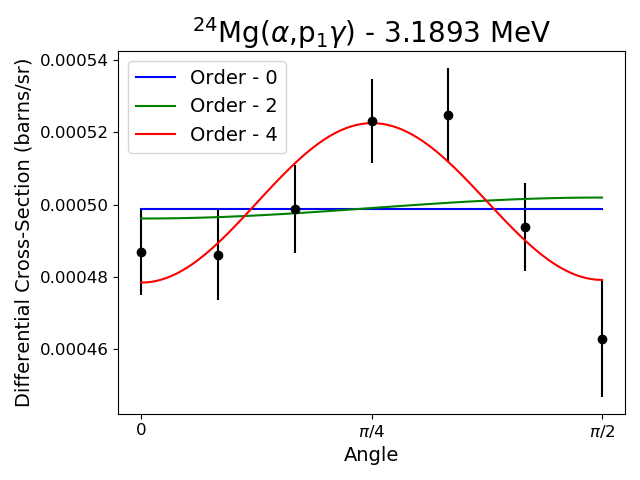 ²⁴Mg(α,p₁γ) - 3.1893 MeV
Order - 0
Order - 2
Order - 4
Differential Cross-Section (barns/sr)
0.00054
0.00052
0.00050
0.00048
0.00046
0
π/4
π/2
Angle